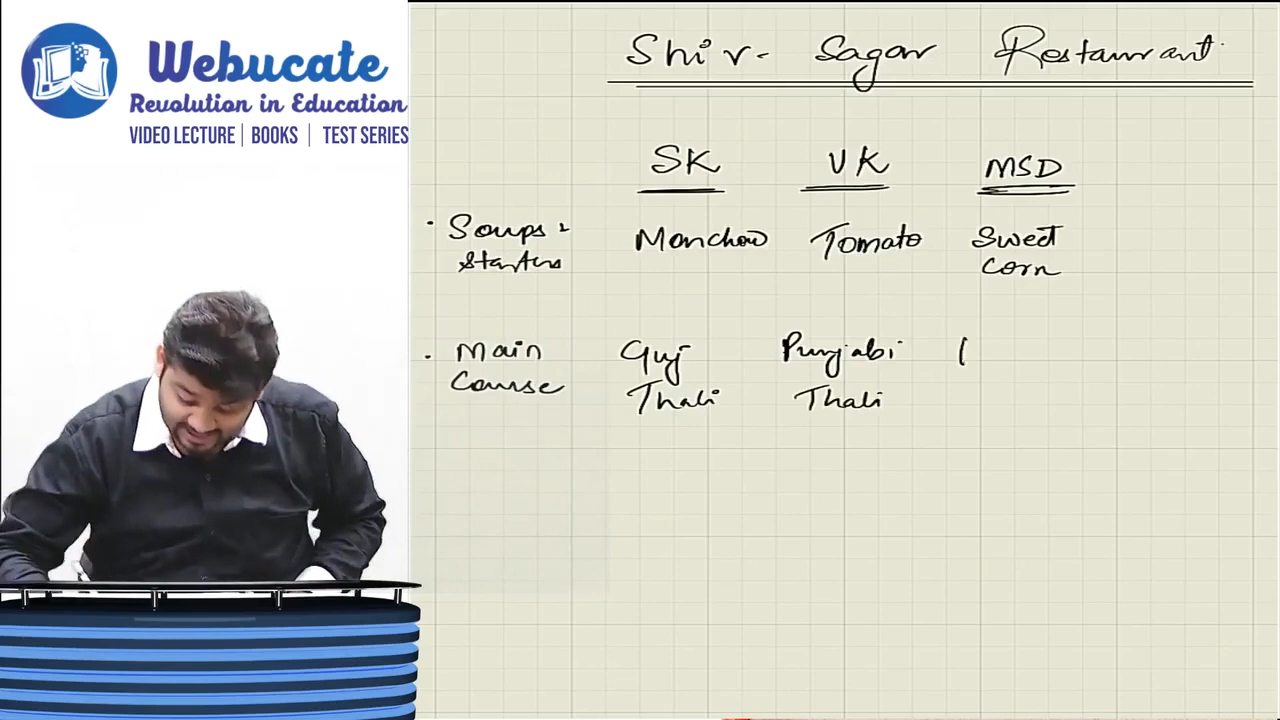 Webucate
Revolution in Education
VIDEO LECTURE | BOOKS | TEST SERIES
Shiv-Sagar Restaurant
SK VK MSD
• Soups & Starters Manchow Tomato Sweet Corn
• Main Course Guj Thali Punjabi Thali